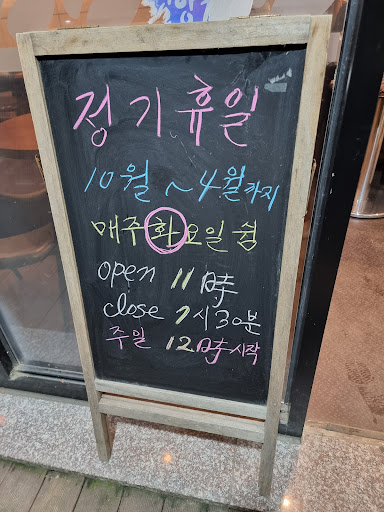 정기휴일
10월 ~ 4월까지
매주 화요일 쉼
open 11時
close 7시30분
주일 12時시작